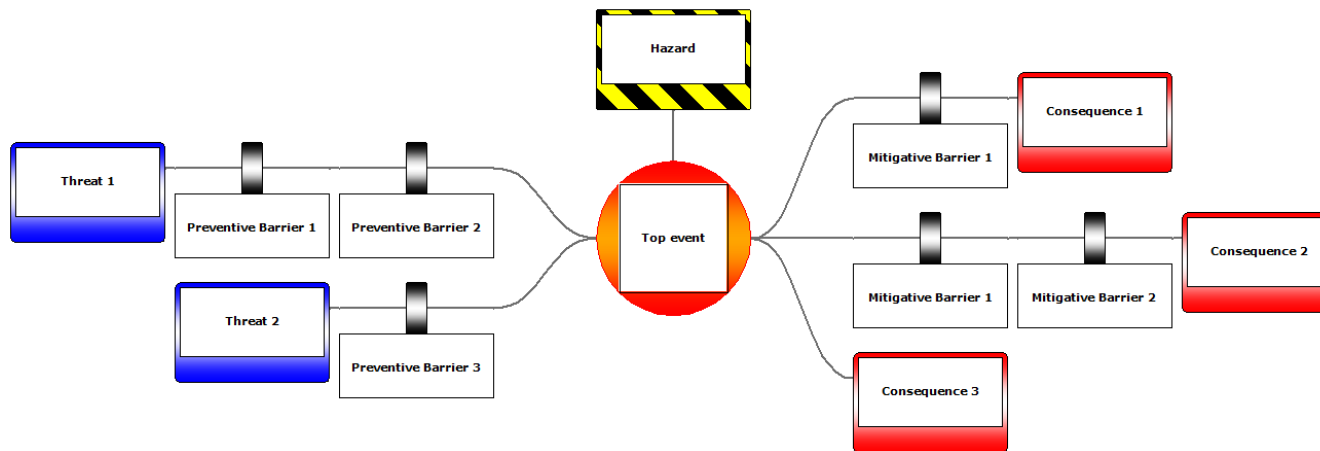 Hazard
Consequence 1
Mitigative Barrier 1
Threat 1
Preventive Barrier 1
Preventive Barrier 2
Top event
Consequence 2
Mitigative Barrier 1
Mitigative Barrier 2
Threat 2
Preventive Barrier 3
Consequence 3